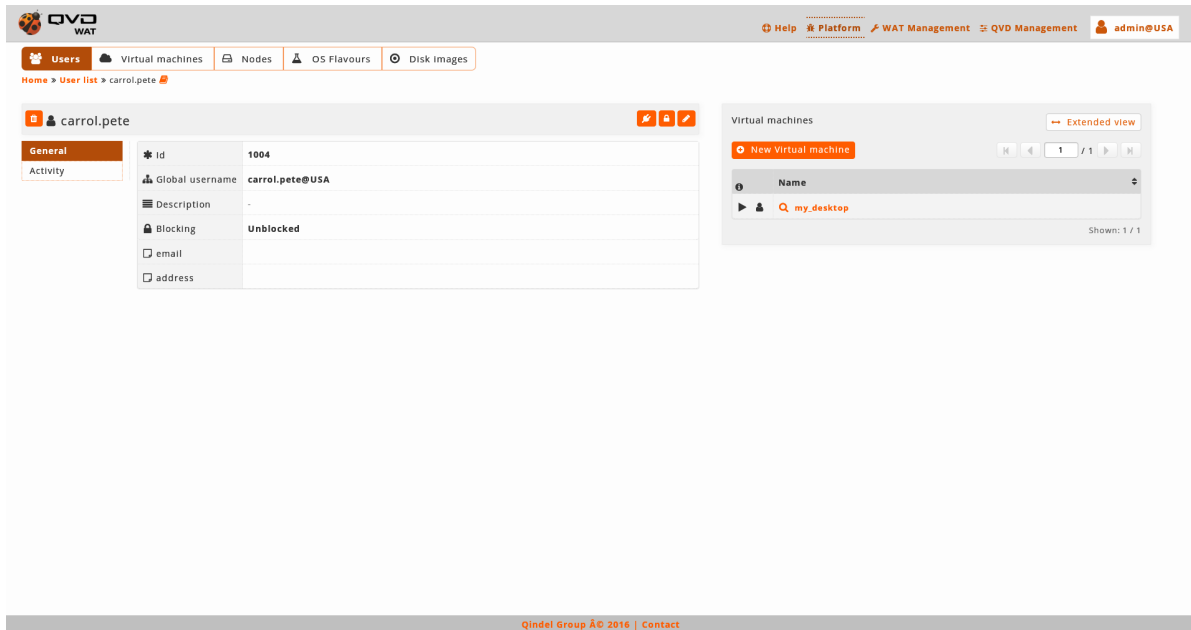 QVD
WAT
Help Platform WAT Management QVD Management admin@USA
Users Virtual machines Nodes OS Flavours Disk images
Home » User list » carrol.pete
carrol.pete
General
Activity
Id 1004
Global username carrol.pete@USA
Description -
Blocking Unblocked
email
address
Virtual machines Extended view
New Virtual machine 1 / 1
Name
my_desktop
Shown: 1 / 1
Qindel Group Â© 2016 | Contact